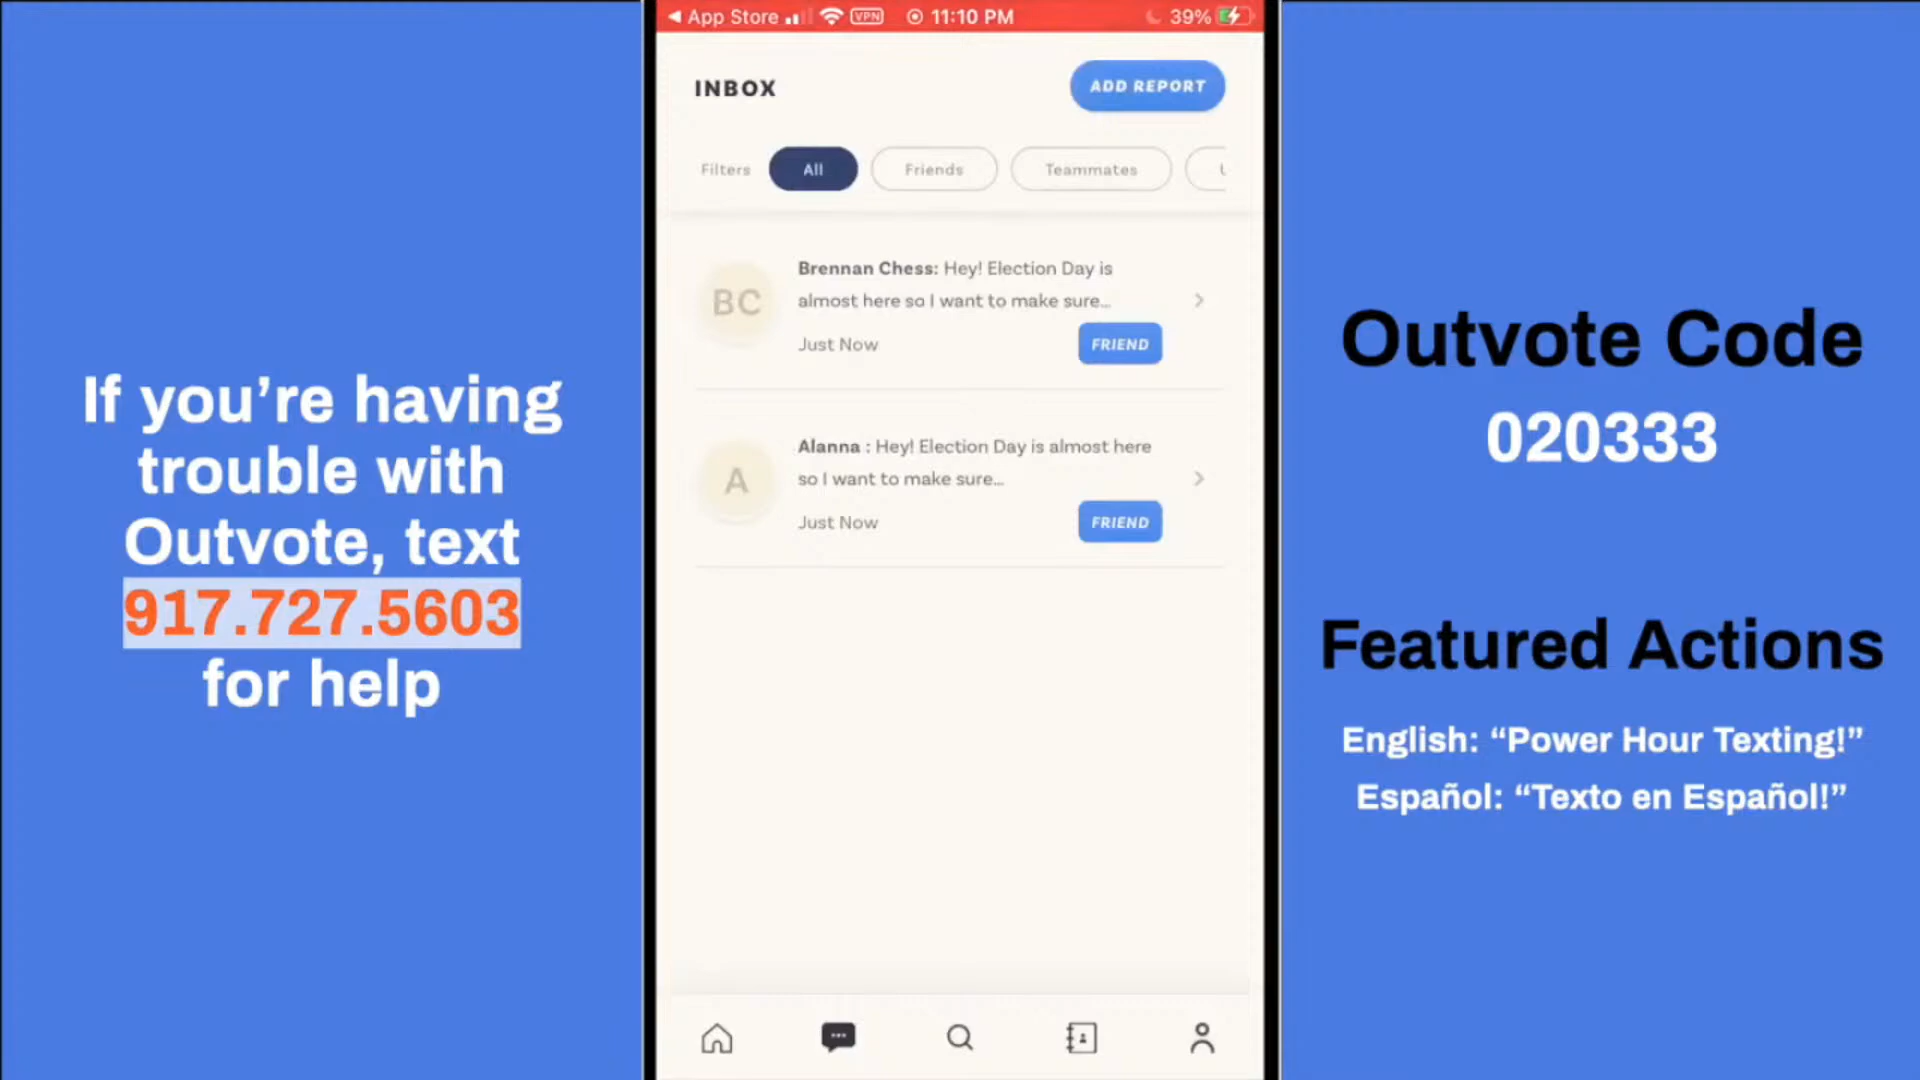 If you're having
trouble with
Outvote, text
917.727.5603
for help
App Store
VPN
11:10 PM
39%
INBOX
ADD REPORT
Filters
All
Friends
Teammates
BC
Brennan Chess: Hey! Election Day is
almost here so I want to make sure...
Just Now
FRIEND
A
Alanna : Hey! Election Day is almost here
so I want to make sure...
Just Now
FRIEND
Outvote Code
020333
Featured Actions
English: “Power Hour Texting!”
Español: “Texto en Español!”